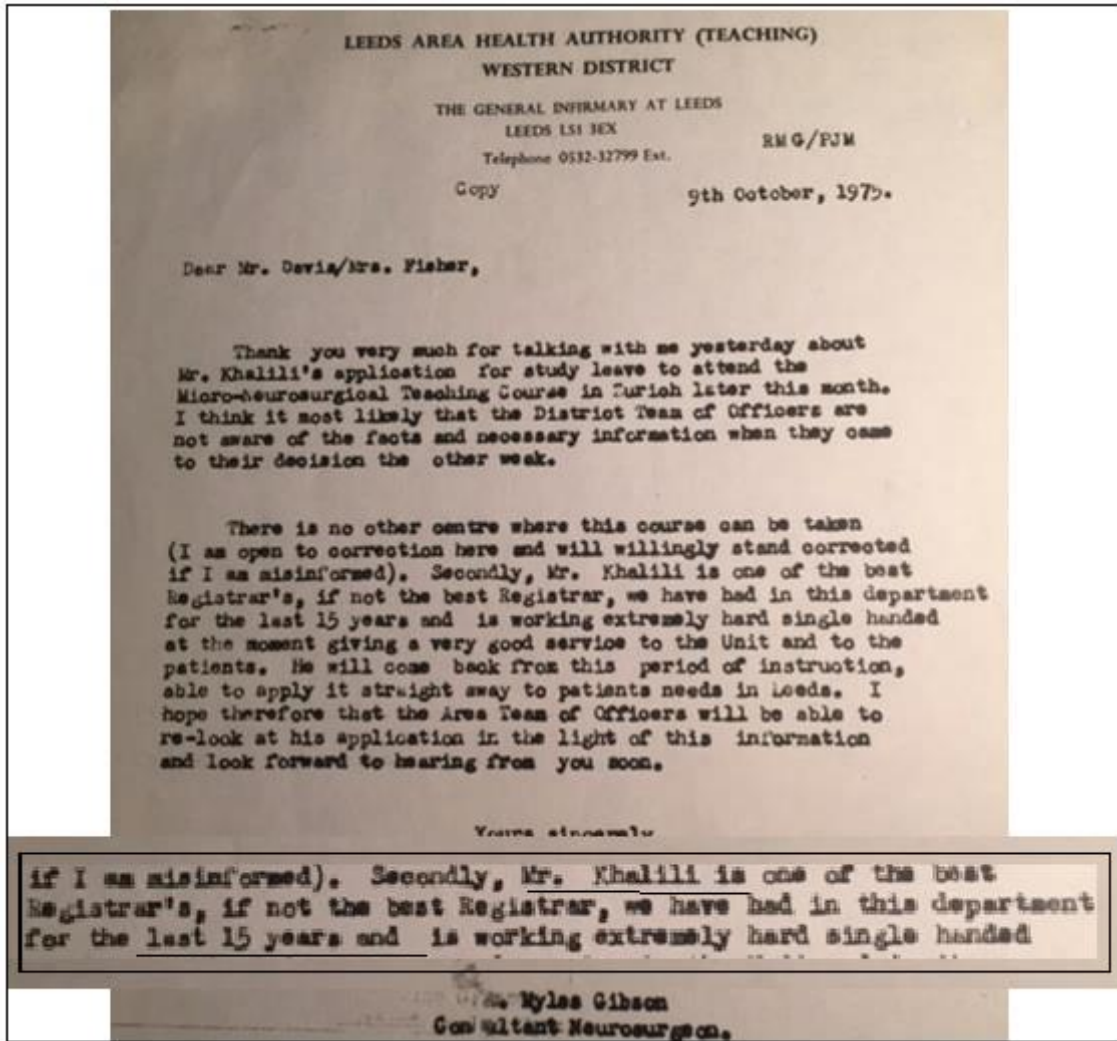 LEEDS AREA HEALTH AUTHORITY (TEACHING)
WESTERN DISTRICT
THE GENERAL INFIRMARY AT LEEDS
LEEDS LS1 3EX
RMG/PJM
Telephone 0532-32799 Ext.
Copy
9th October, 1975.
Dear Mr. Davis/Mrs. Fisher,
Thank you very much for talking with me yesterday about
Mr. Khalili's application for study leave to attend the
Micro-Neurosurgical Teaching Course in Zurich later this month.
I think it most likely that the District Team of Officers are
not aware of the facts and necessary information when they came
to their decision the other week.
There is no other centre where this course can be taken
(I am open to correction here and will willingly stand corrected
if I am misinformed). Secondly, Mr. Khalili is one of the best
Registrar's, if not the best Registrar, we have had in this department
for the last 15 years and is working extremely hard single handed
at the moment giving a very good service to the Unit and to the
patients. He will come back from this period of instruction,
able to apply it straight away to patients needs in Leeds. I
hope therefore that the Area Team of Officers will be able to
re-look at his application in the light of this information
and look forward to hearing from you soon.
Yours sincerely
if I am misinformed). Secondly, Mr. Khalili is one of the best
Registrar's, if not the best Registrar, we have had in this department
for the last 15 years and is working extremely hard single handed
Myles Gibson
Consultant Neurosurgeon.